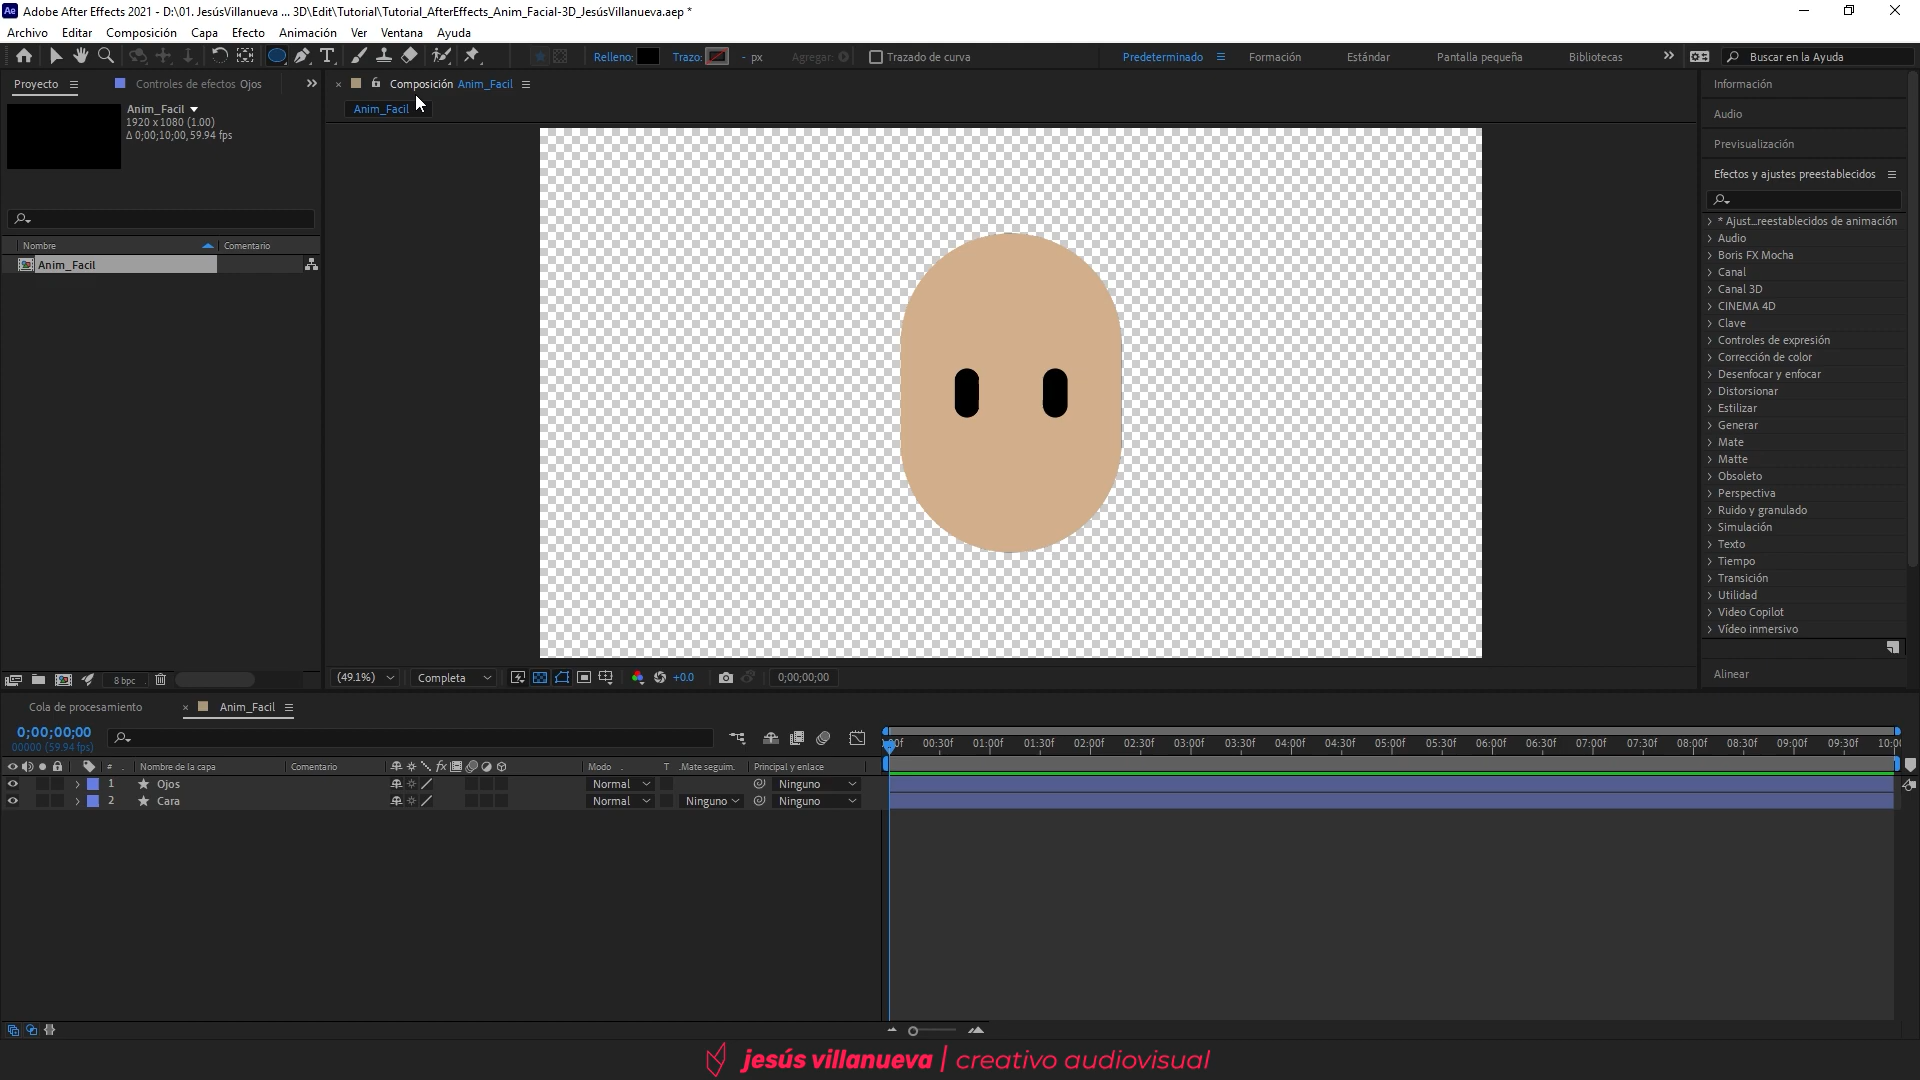 Adobe After Effects 2021 - D:\01. JesúsVillanueva ... 3D\Edit\Tutorial\Tutorial_AfterEffects_Anim_Facial-3D_JesúsVillanueva.aep *
Archivo Editar Composición Capa Efecto Animación Ver Ventana Ayuda
Relleno: Trazo: - px Agregar: Trazado de curva Predeterminado Formación Estándar Pantalla pequeña Bibliotecas Buscar en la Ayuda
Proyecto Controles de efectos Ojos
Composición Anim_Facil
Anim_Facil
Anim_Facil
1920 x 1080 (1.00)
Δ 0;00;10;00, 59.94 fps
Nombre Comentario
Anim_Facil
8 bpc
(49.1%) Completa +0.0 0;00;00;00
Información
Audio
Previsualización
Efectos y ajustes preestablecidos
* Ajust...reestablecidos de animación
Audio
Boris FX Mocha
Canal
Canal 3D
CINEMA 4D
Clave
Controles de expresión
Corrección de color
Desenfocar y enfocar
Distorsionar
Estilizar
Generar
Mate
Matte
Obsoleto
Perspectiva
Ruido y granulado
Simulación
Texto
Tiempo
Transición
Utilidad
Video Copilot
Vídeo inmersivo
Alinear
Cola de procesamiento Anim_Facil
0;00;00;00
00000 (59.94 fps)
00f 00:30f 01:00f 01:30f 02:00f 02:30f 03:00f 03:30f 04:00f 04:30f 05:00f 05:30f 06:00f 06:30f 07:00f 07:30f 08:00f 08:30f 09:00f 09:30f 10:0
# Nombre de la capa Comentario fx Modo T .Mate seguim. Principal y enlace
1 Ojos Normal Ninguno
2 Cara Normal Ninguno Ninguno
jesús villanueva | creativo audiovisual